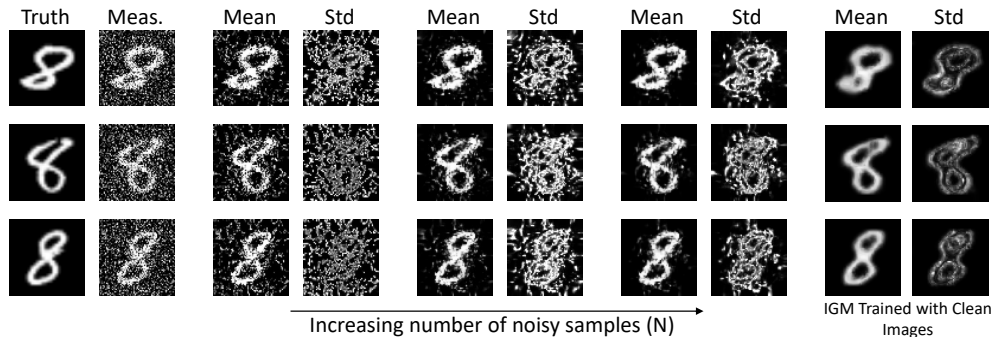 Truth Meas. Mean Std Mean Std Mean Std Mean Std
Increasing number of noisy samples (N)
IGM Trained with Clean
Images